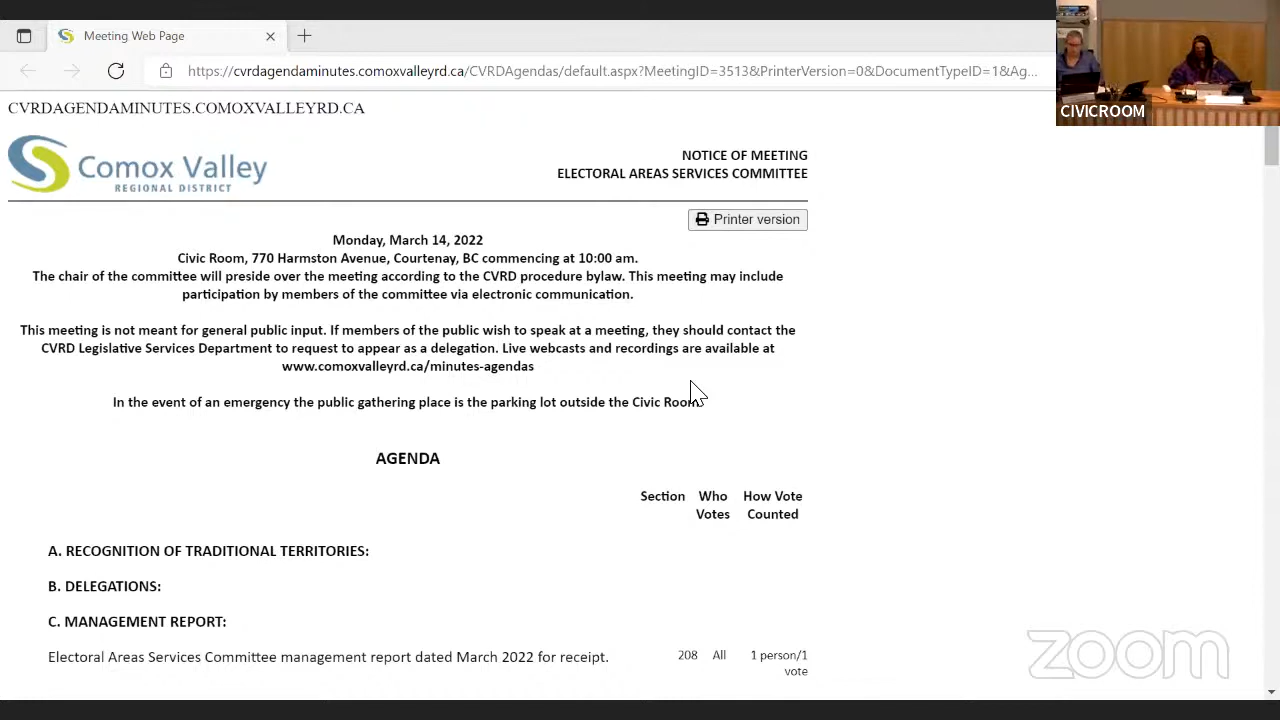 Meeting Web Page
https://cvrdagendaminutes.comoxvalleyrd.ca/CVRDAgendas/default.aspx?MeetingID=3513&PrinterVersion=0&DocumentTypeID=1&Ag...
CIVICROOM
CVRDAGENDAMINUTES.COMOXVALLEYRD.CA
Comox Valley
REGIONAL DISTRICT
NOTICE OF MEETING
ELECTORAL AREAS SERVICES COMMITTEE
Printer version
Monday, March 14, 2022
Civic Room, 770 Harmston Avenue, Courtenay, BC commencing at 10:00 am.
The chair of the committee will preside over the meeting according to the CVRD procedure bylaw. This meeting may include
participation by members of the committee via electronic communication.
This meeting is not meant for general public input. If members of the public wish to speak at a meeting, they should contact the
CVRD Legislative Services Department to request to appear as a delegation. Live webcasts and recordings are available at
www.comoxvalleyrd.ca/minutes-agendas
In the event of an emergency the public gathering place is the parking lot outside the Civic Room.
AGENDA
Section Who Votes How Vote Counted
A. RECOGNITION OF TRADITIONAL TERRITORIES:
B. DELEGATIONS:
C. MANAGEMENT REPORT:
Electoral Areas Services Committee management report dated March 2022 for receipt. 208 All 1 person/1
vote
zoom